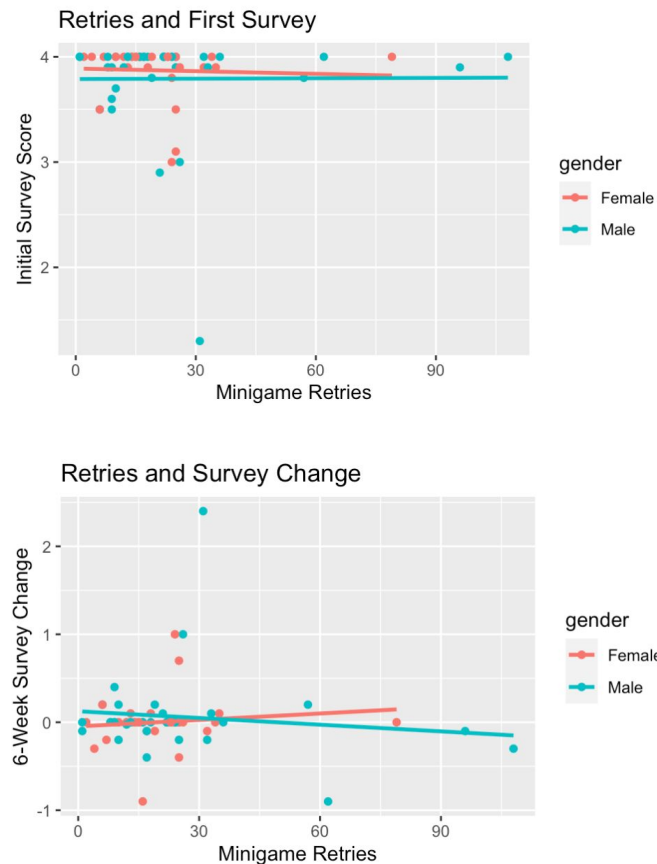 Retries and First Survey
Initial Survey Score
4
3
2
0
30
60
90
Minigame Retries
gender
Female
Male
Retries and Survey Change
6-Week Survey Change
2
1
0
-1
0
30
60
90
Minigame Retries
gender
Female
Male